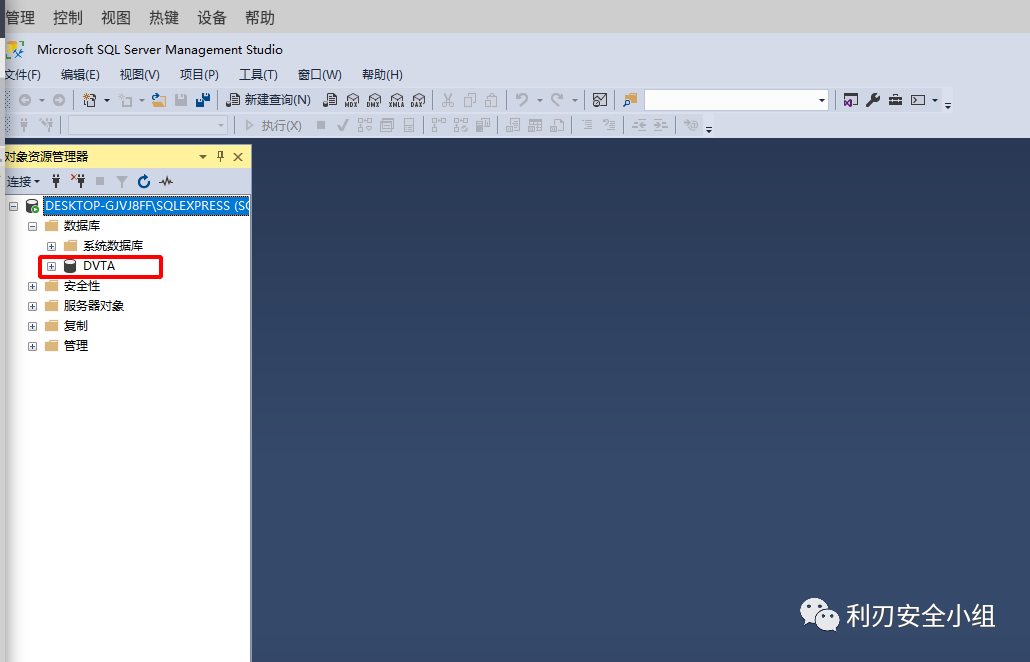 管理 控制 视图 热键 设备 帮助
Microsoft SQL Server Management Studio
文件(F) 编辑(E) 视图(V) 项目(P) 工具(T) 窗口(W) 帮助(H)
新建查询(N) MDX DMX XMLA DAX
执行(X)
对象资源管理器
连接
DESKTOP-GJVJ8FF\SQLEXPRESS (SQ
数据库
系统数据库
DVTA
安全性
服务器对象
复制
管理
利刃安全小组